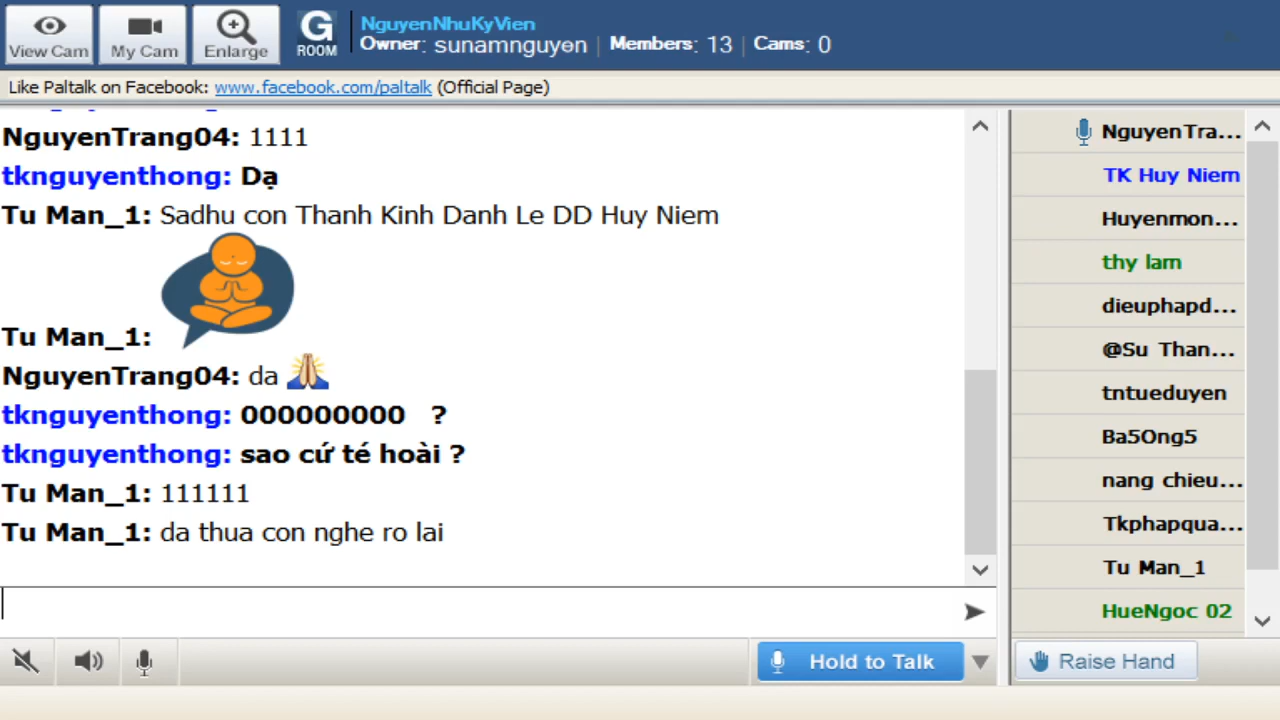 View Cam
My Cam
Enlarge
G
ROOM
NguyenNhuKyVien
Owner: sunamnguyen | Members: 13 | Cams: 0
Like Paltalk on Facebook: www.facebook.com/paltalk (Official Page)
NguyenTrang04: 1111
tknguyenthong: Dạ
Tu Man_1: Sadhu con Thanh Kinh Danh Le DD Huy Niem
Tu Man_1:
NguyenTrang04: da
tknguyenthong: 000000000 ?
tknguyenthong: sao cứ té hoài ?
Tu Man_1: 111111
Tu Man_1: da thua con nghe ro lai
Hold to Talk
NguyenTra...
TK Huy Niem
Huyenmon...
thy lam
dieuphapd...
@Su Than...
tntueduyen
Ba5Ong5
nang chieu...
Tkphapqua...
Tu Man_1
HueNgoc 02
Raise Hand